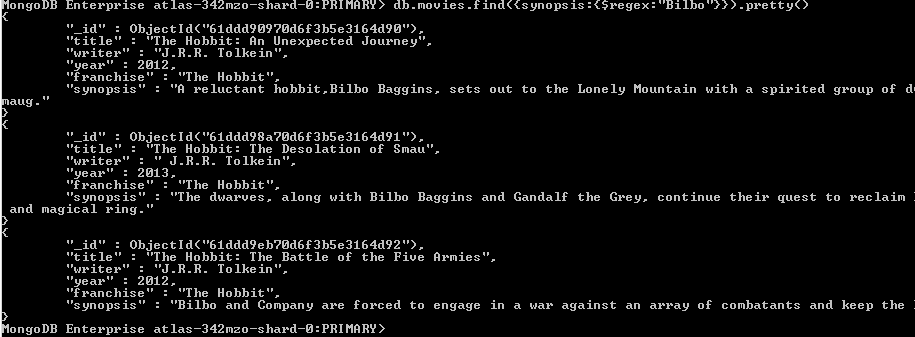 MongoDB Enterprise atlas-342mzo-shard-0:PRIMARY> db.movies.find({synopsis:{$regex:"Bilbo"}}).pretty()
{
"_id" : ObjectId("61ddd90970d6f3b5e3164d90"),
"title" : "The Hobbit: An Unexpected Journey",
"writer" : "J.R.R. Tolkein",
"year" : 2012,
"franchise" : "The Hobbit",
"synopsis" : "A reluctant hobbit,Bilbo Baggins, sets out to the Lonely Mountain with a spirited group of
maug."
}
{
"_id" : ObjectId("61ddd98a70d6f3b5e3164d91"),
"title" : "The Hobbit: The Desolation of Smau",
"writer" : " J.R.R. Tolkein",
"year" : 2013,
"franchise" : "The Hobbit",
"synopsis" : "The dwarves, along with Bilbo Baggins and Gandalf the Grey, continue their quest to reclaim
and magical ring."
}
{
"_id" : ObjectId("61ddd9eb70d6f3b5e3164d92"),
"title" : "The Hobbit: The Battle of the Five Armies",
"writer" : "J.R.R. Tolkein",
"year" : 2012,
"franchise" : "The Hobbit",
"synopsis" : "Bilbo and Company are forced to engage in a war against an array of combatants and keep the
}
MongoDB Enterprise atlas-342mzo-shard-0:PRIMARY>